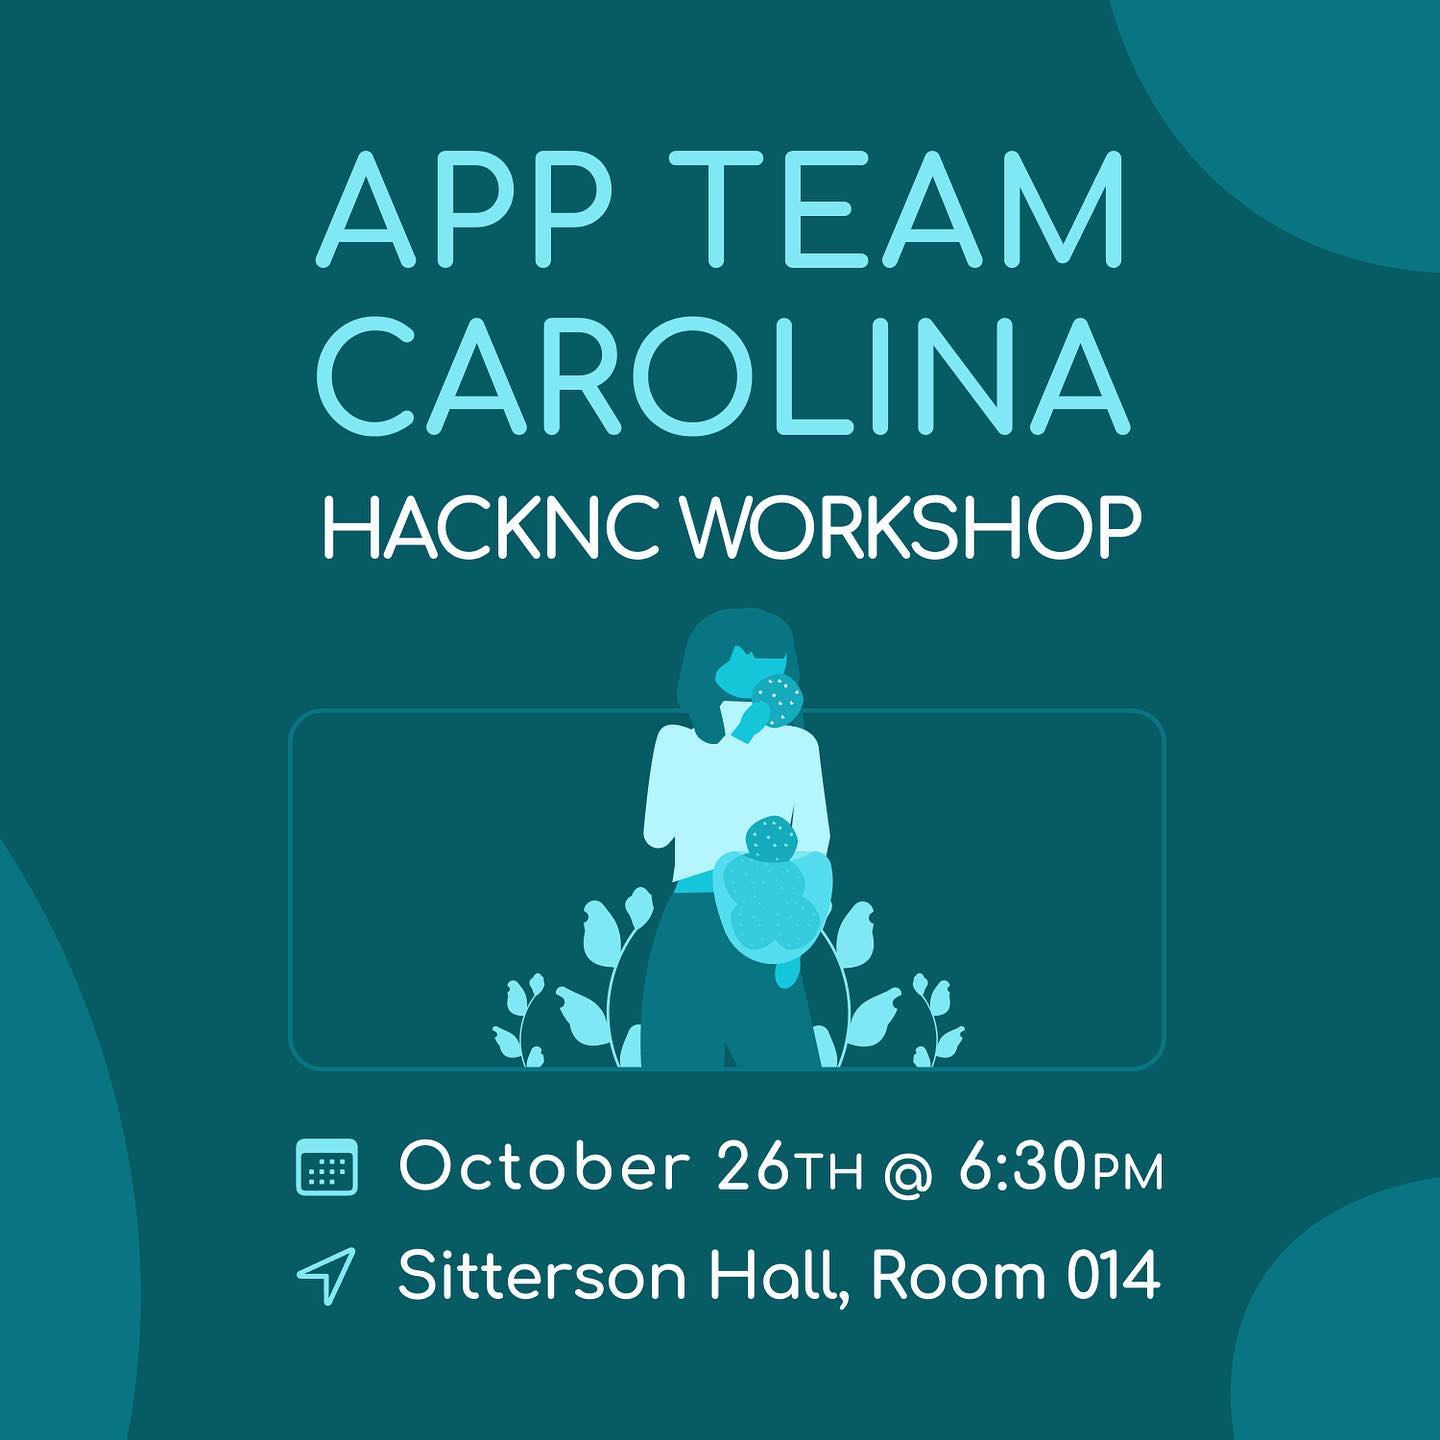 APP TEAM
CAROLINA
HACKNC WORKSHOP
October 26TH @ 6:30PM
Sitterson Hall, Room 014